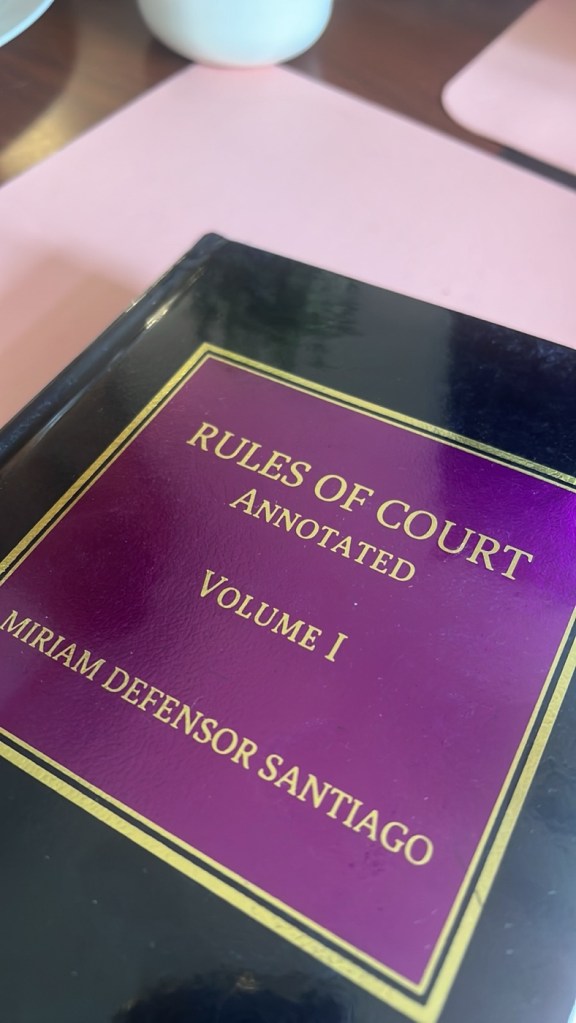 RULES OF COURT
ANNOTATED
VOLUME I
MIRIAM DEFENSOR SANTIAGO